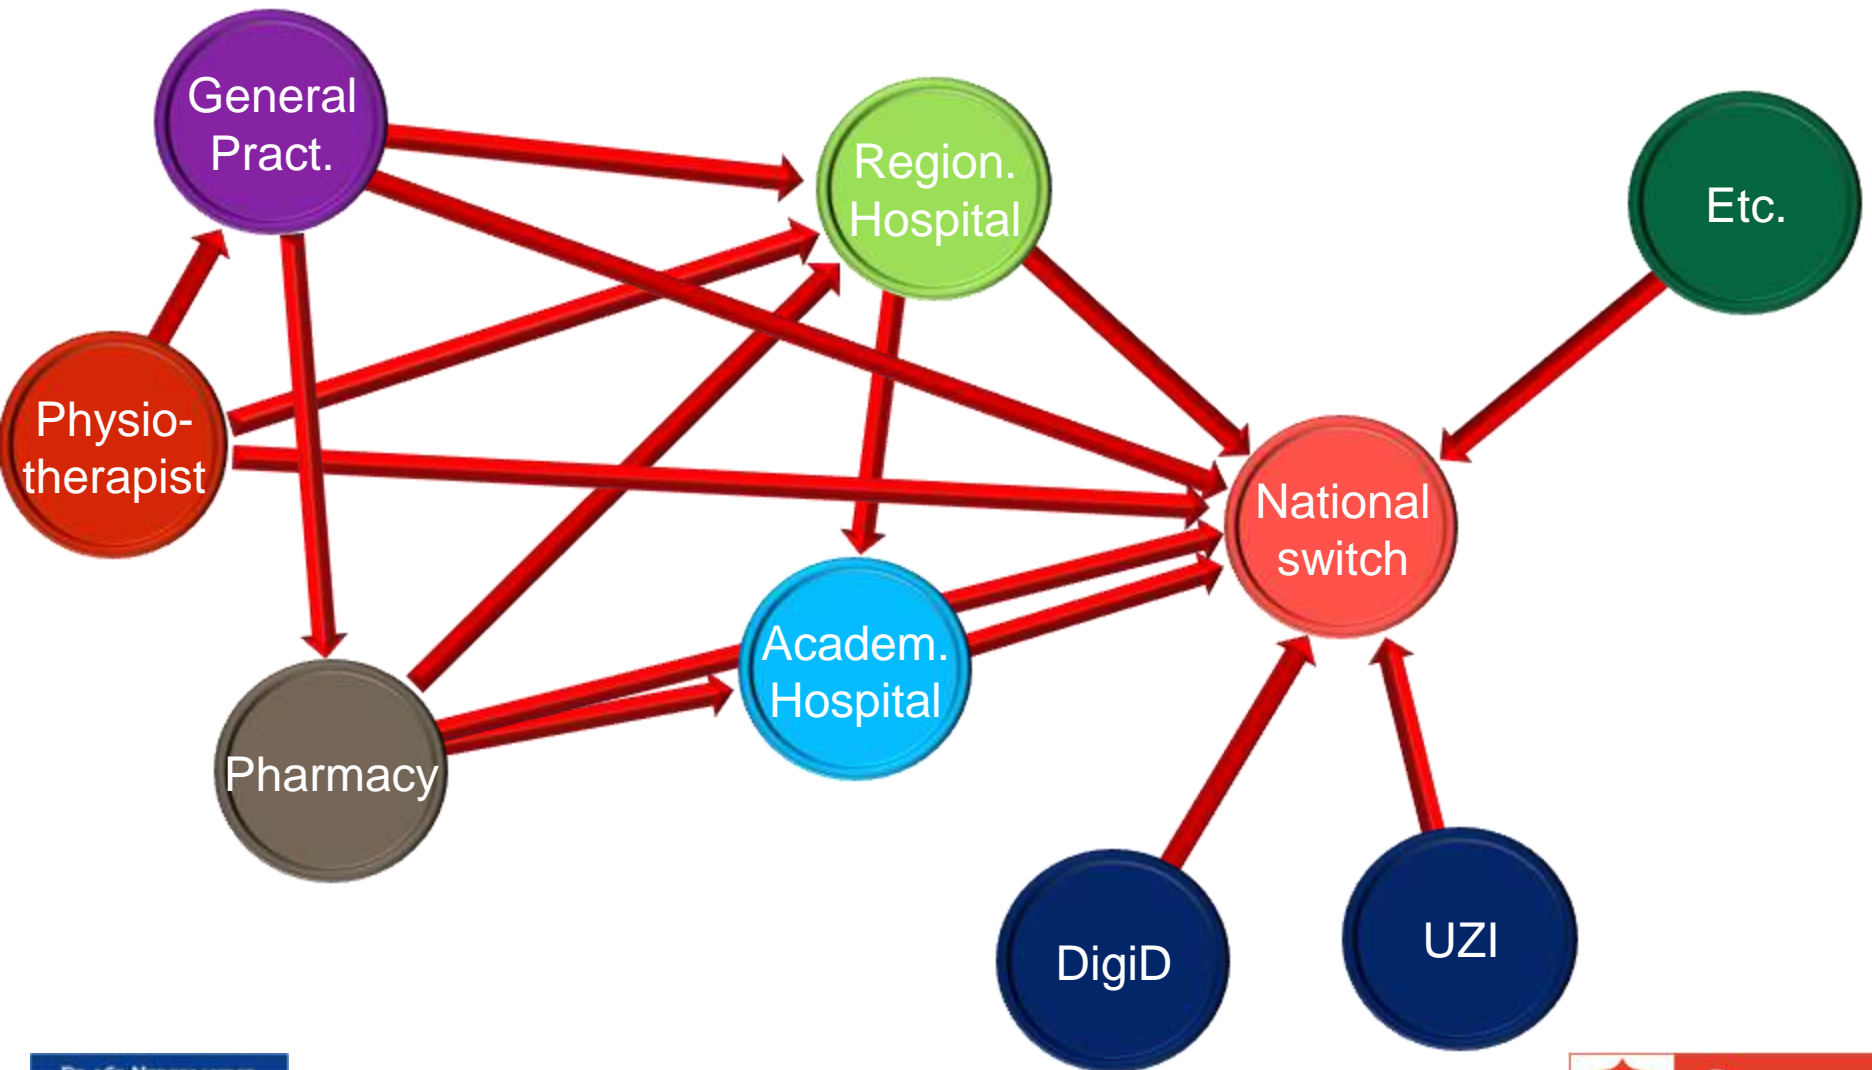 General
Pract.
Region.
Hospital
Etc.
Physio-
therapist
National
switch
Academ.
Hospital
Pharmacy
DigiD
UZI